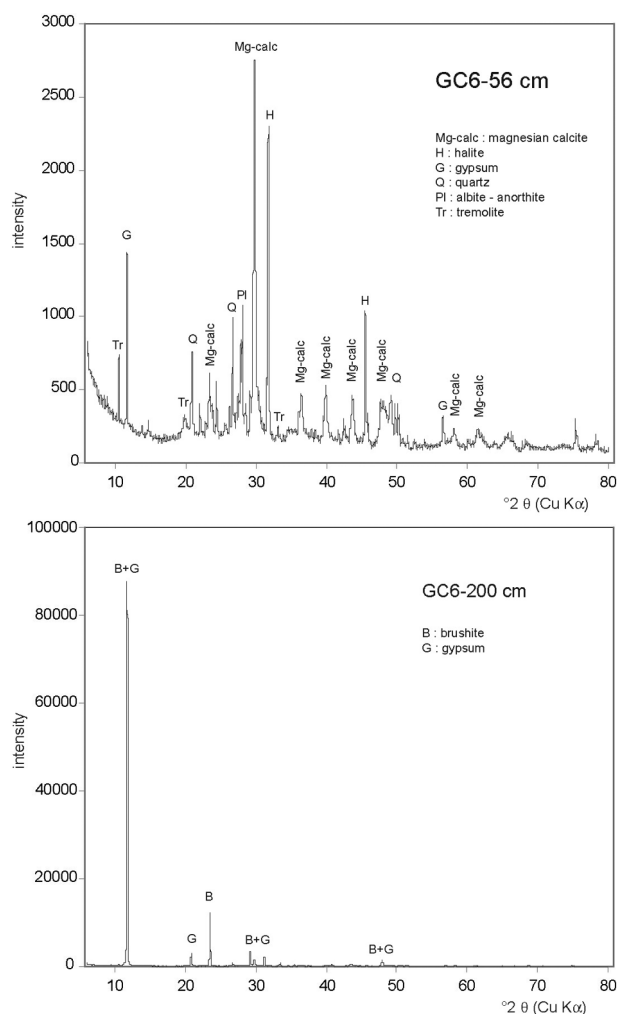 3000
Mg-calc
GC6-56 cm
2500
H
Mg-calc : magnesian calcite
H : halite
G : gypsum
Q : quartz
Pl : albite - anorthite
Tr : tremolite
2000
intensity
G
1500
Pl
H
1000
Q
Tr
Q
Mg-calc
Mg-calc
Mg-calc
Mg-calc
Mg-calc
Q
500
Tr
Tr
G
Mg-calc
Mg-calc
0
10 20 30 40 50 60 70 80
°2 θ (Cu Kα)
100000
B+G
GC6-200 cm
B : brushite
G : gypsum
80000
60000
intensity
40000
20000
B
G
B+G
B+G
0
10 20 30 40 50 60 70 80
°2 θ (Cu Kα)